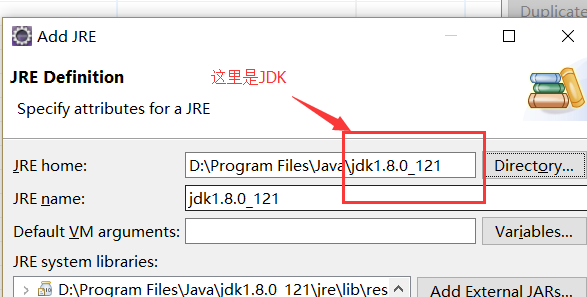 Duplicate
Add JRE
JRE Definition
这里是JDK
Specify attributes for a JRE
JRE home:
D:\Program Files\Java\jdk1.8.0_121
Directory...
JRE name:
jdk1.8.0_121
Default VM arguments:
Variables...
JRE system libraries:
D:\Program Files\Java\jdk1.8.0_121\jre\lib\res
Add External JARs...